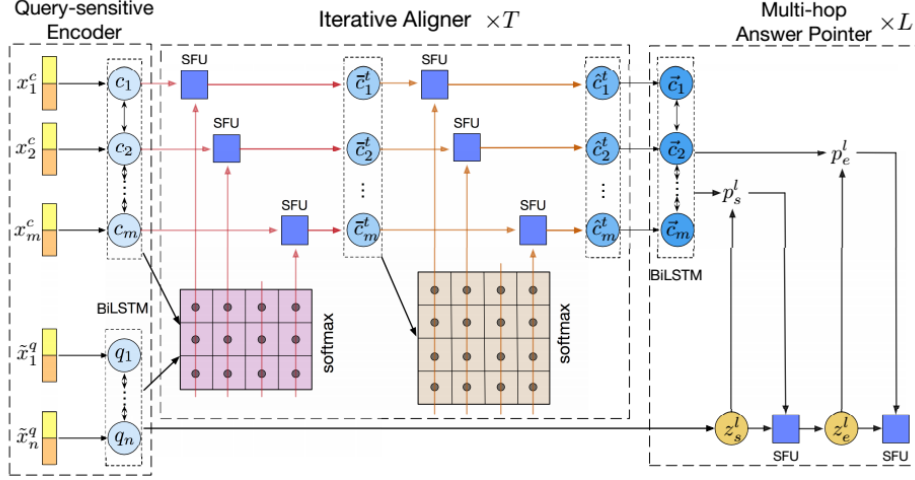 Query-sensitive
Encoder
Iterative Aligner ×T
Multi-hop
Answer Pointer ×L
x₁ᶜ
c₁
SFU
c̄₁ᵗ
SFU
ĉ₁ᵗ
c⃗₁
x₂ᶜ
c₂
SFU
c̄₂ᵗ
SFU
ĉ₂ᵗ
c⃗₂
pₑˡ
pₛˡ
xₘᶜ
cₘ
SFU
c̄ₘᵗ
SFU
ĉₘᵗ
c⃗ₘ
BiLSTM
BiLSTM
softmax
softmax
x̃₁^q
q₁
x̃ₙ^q
qₙ
zₛˡ
SFU
zₑˡ
SFU